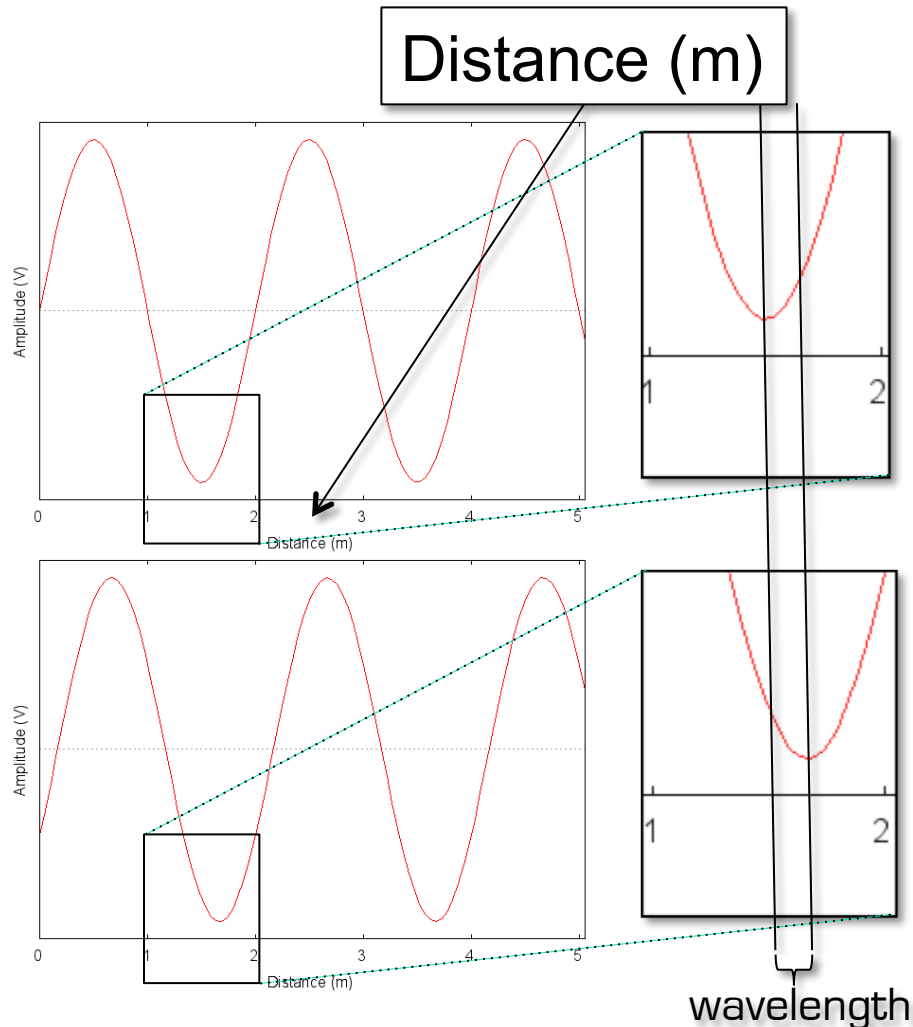 Distance (m)
Amplitude (V)
0 1 2 3 4 5
Distance (m)
1 2
Amplitude (V)
0 1 2 3 4 5
Distance (m)
1 2
wavelength